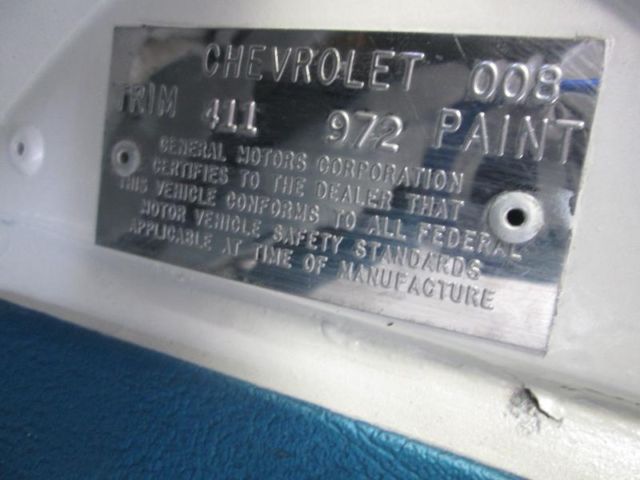 CHEVROLET 008
TRIM 411 972 PAINT
GENERAL MOTORS CORPORATION
CERTIFIES TO THE DEALER THAT
THIS VEHICLE CONFORMS TO ALL FEDERAL
MOTOR VEHICLE SAFETY STANDARDS
APPLICABLE AT TIME OF MANUFACTURE